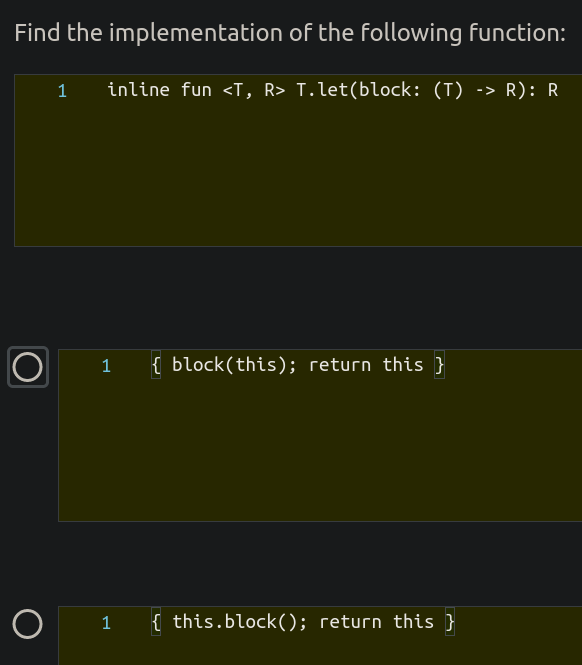 Find the implementation of the following function:
1 inline fun <T, R> T.let(block: (T) -> R): R
1 { block(this); return this }
1 { this.block(); return this }